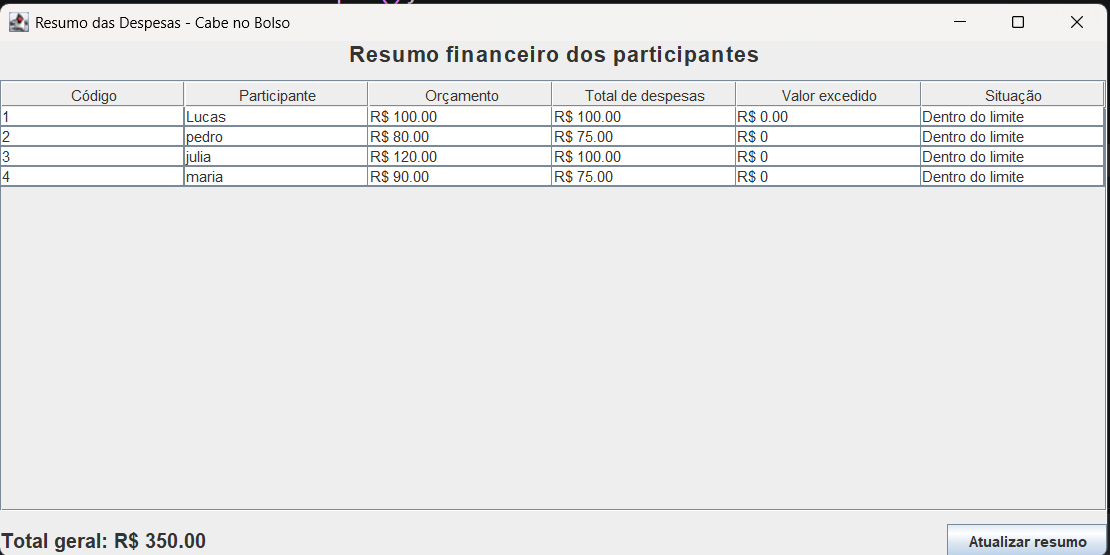 Resumo das Despesas - Cabe no Bolso
Resumo financeiro dos participantes
Código Participante Orçamento Total de despesas Valor excedido Situação
1 Lucas R$ 100.00 R$ 100.00 R$ 0.00 Dentro do limite
2 pedro R$ 80.00 R$ 75.00 R$ 0 Dentro do limite
3 julia R$ 120.00 R$ 100.00 R$ 0 Dentro do limite
4 maria R$ 90.00 R$ 75.00 R$ 0 Dentro do limite
Total geral: R$ 350.00
Atualizar resumo